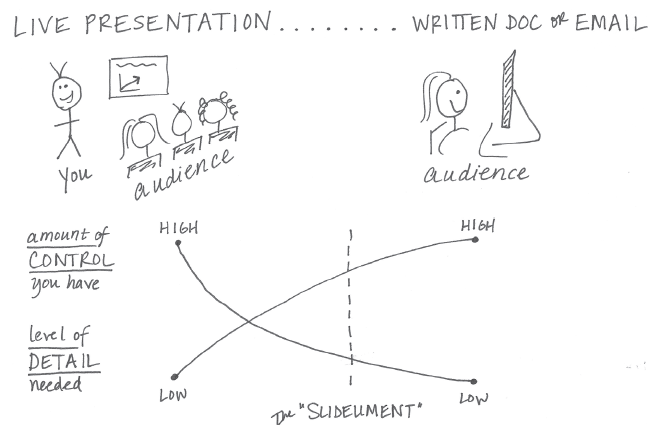 LIVE PRESENTATION ........ WRITTEN DOC OR EMAIL
you
audience
audience
amount of
CONTROL
you have
level of
DETAIL
needed
HIGH
HIGH
LOW
LOW
The "SLIDEUMENT"